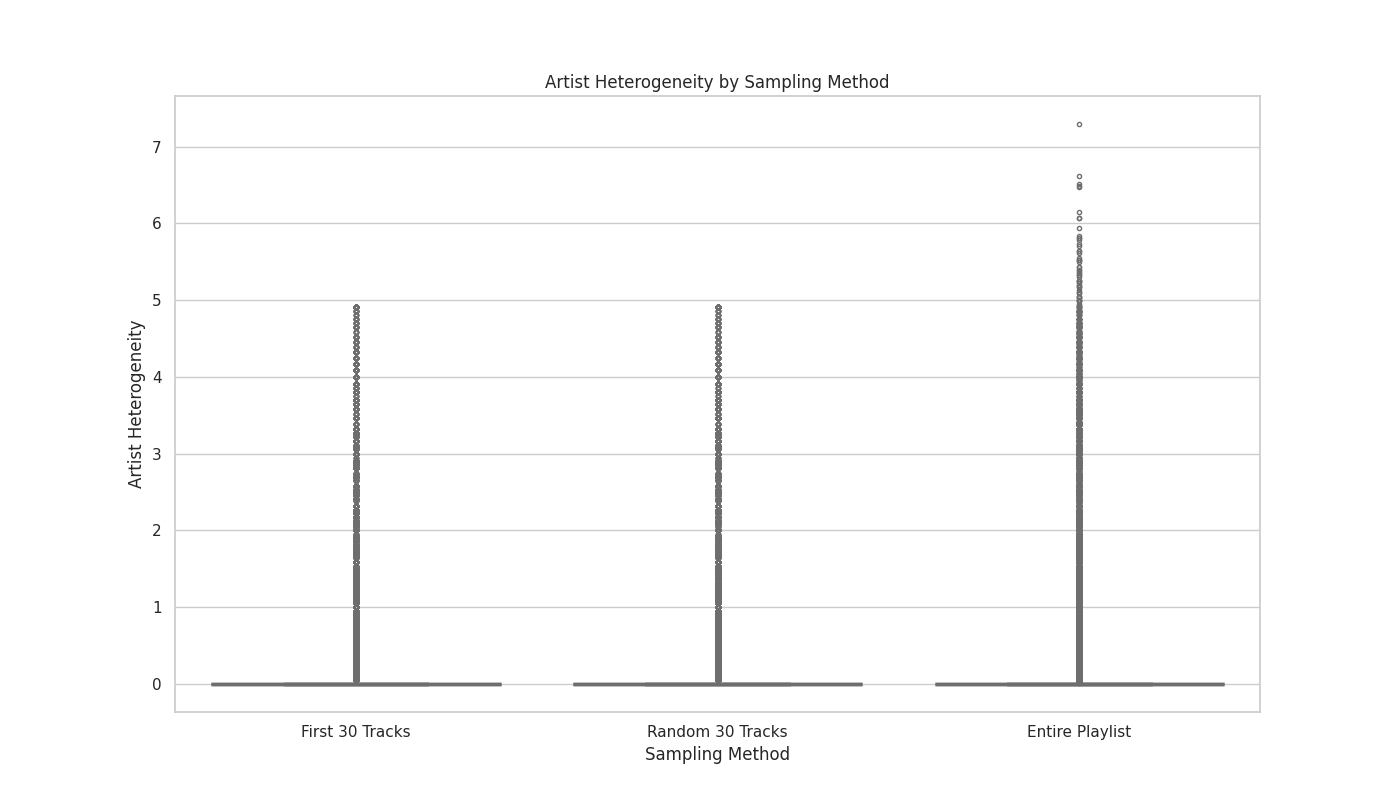 Artist Heterogeneity by Sampling Method
7
6
5
4
3
2
1
0
Artist Heterogeneity
First 30 Tracks
Random 30 Tracks
Entire Playlist
Sampling Method